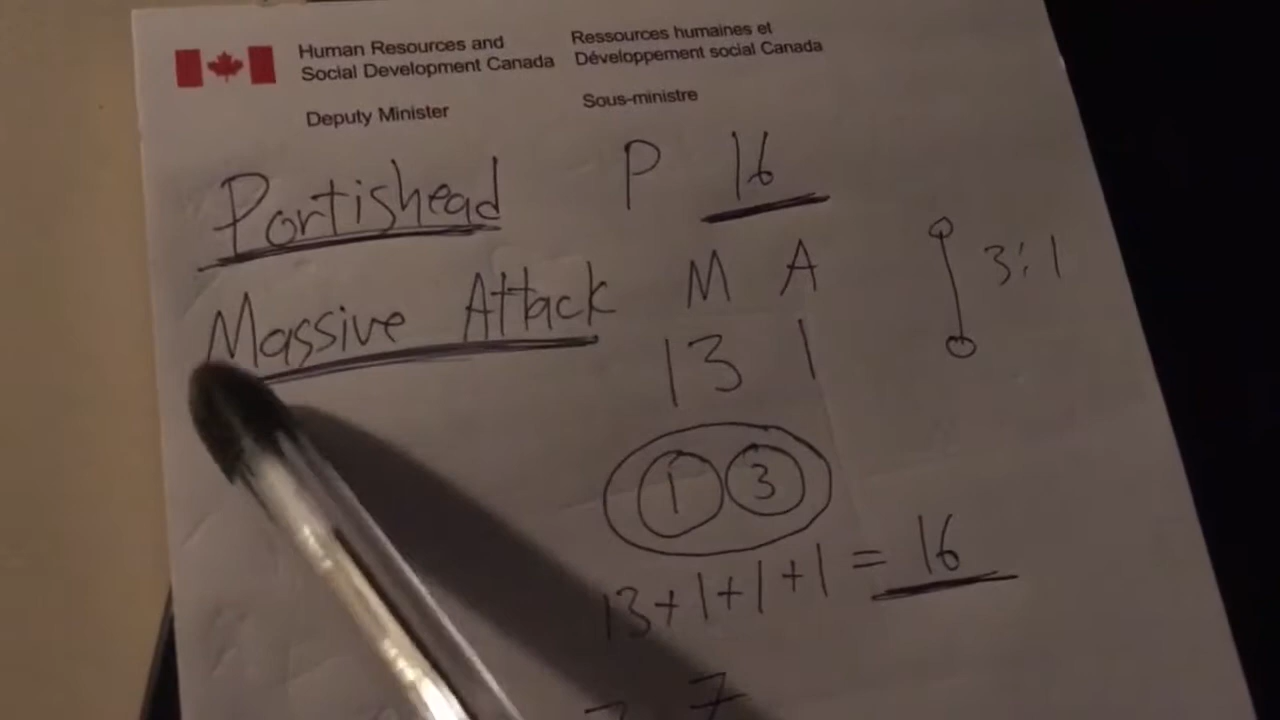 Human Resources and Ressources humaines et
Social Development Canada Développement social Canada
Deputy Minister Sous-ministre
Portishead P 16
Massive Attack M A 3:1
13 1
1 3
13+1+1+1 = 16
7